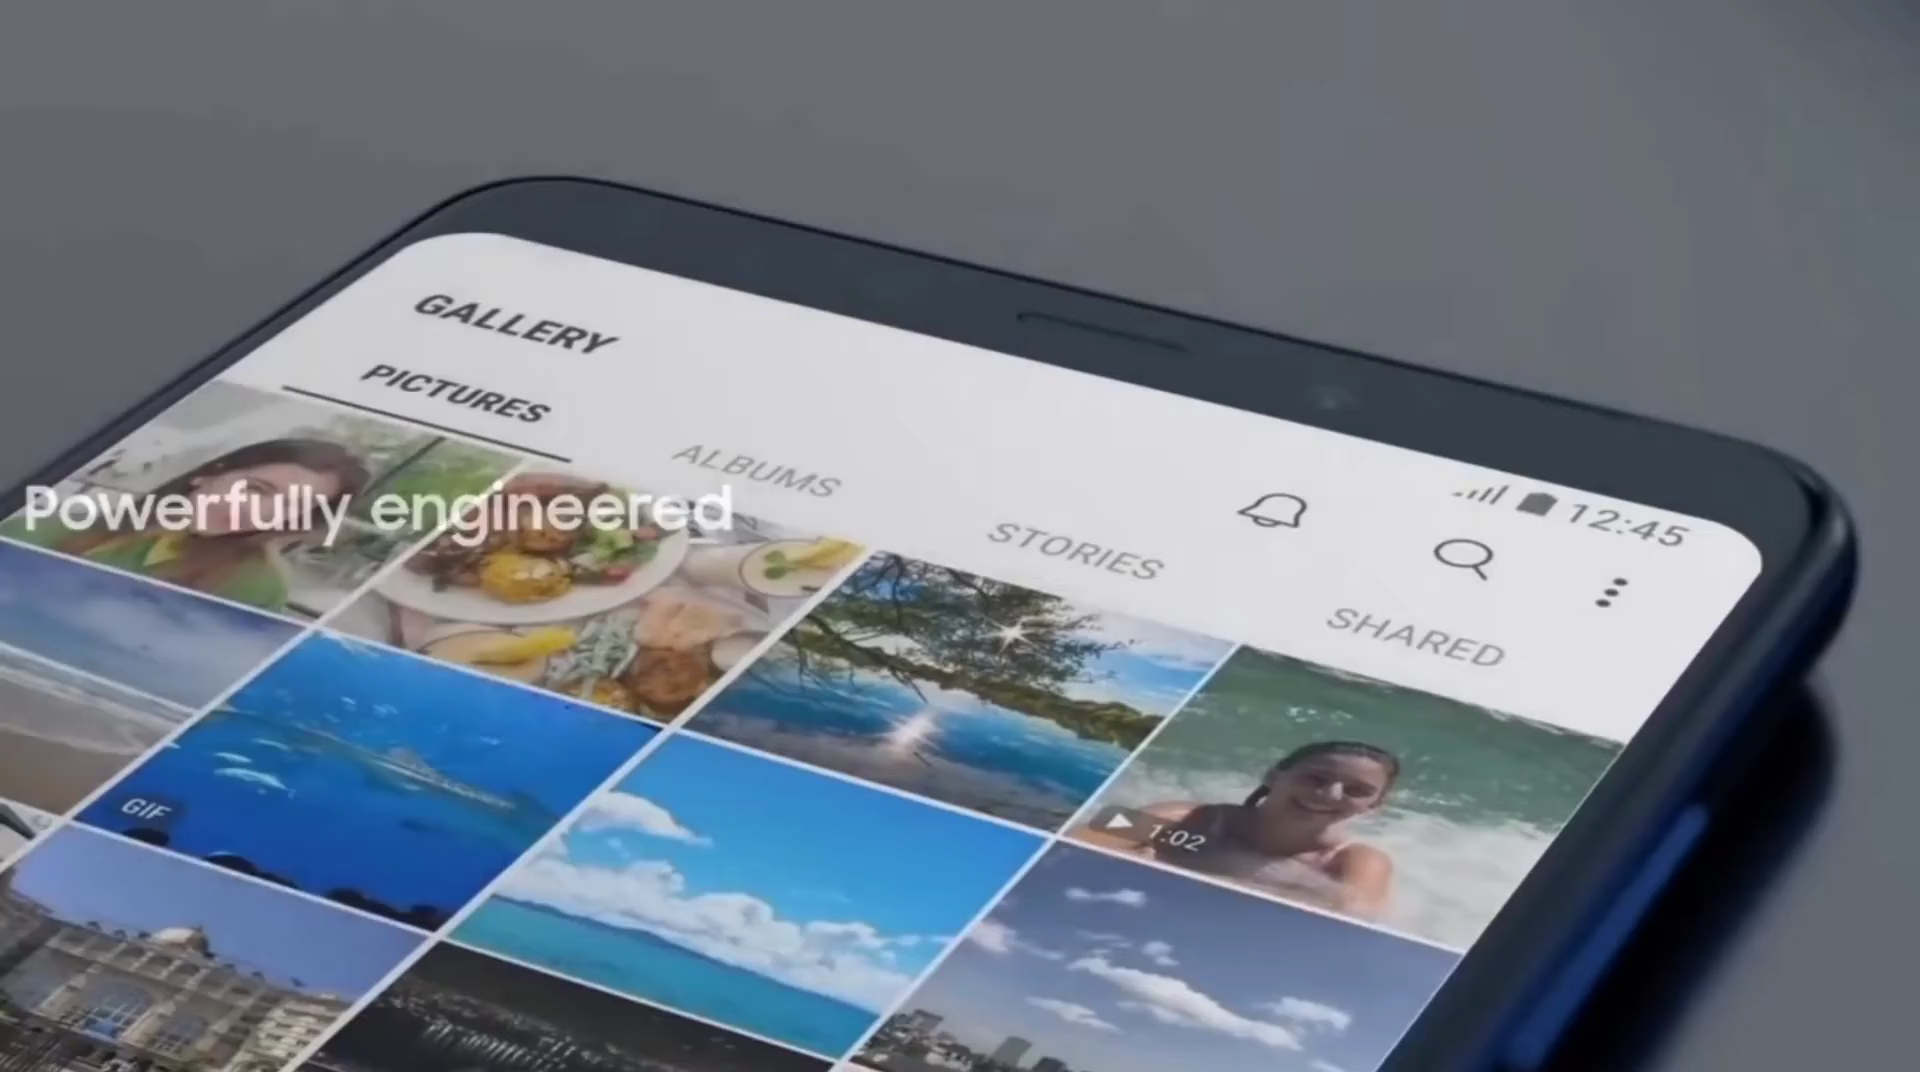 GALLERY
PICTURES
ALBUMS
STORIES
SHARED
12:45
Powerfully engineered
GIF
1:02